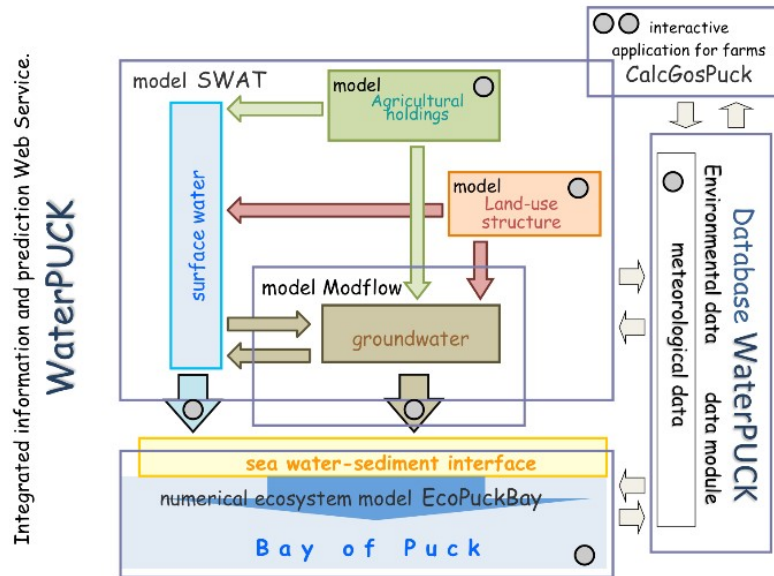 Integrated information and prediction Web Service.
WaterPUCK
interactive
application for farms
CalcGosPuck
model SWAT
model
Agricultural
holdings
model
Land-use
structure
surface water
model Modflow
groundwater
sea water-sediment interface
numerical ecosystem model EcoPuckBay
Bay of Puck
meteorological data
Environmental data data module
Database WaterPUCK